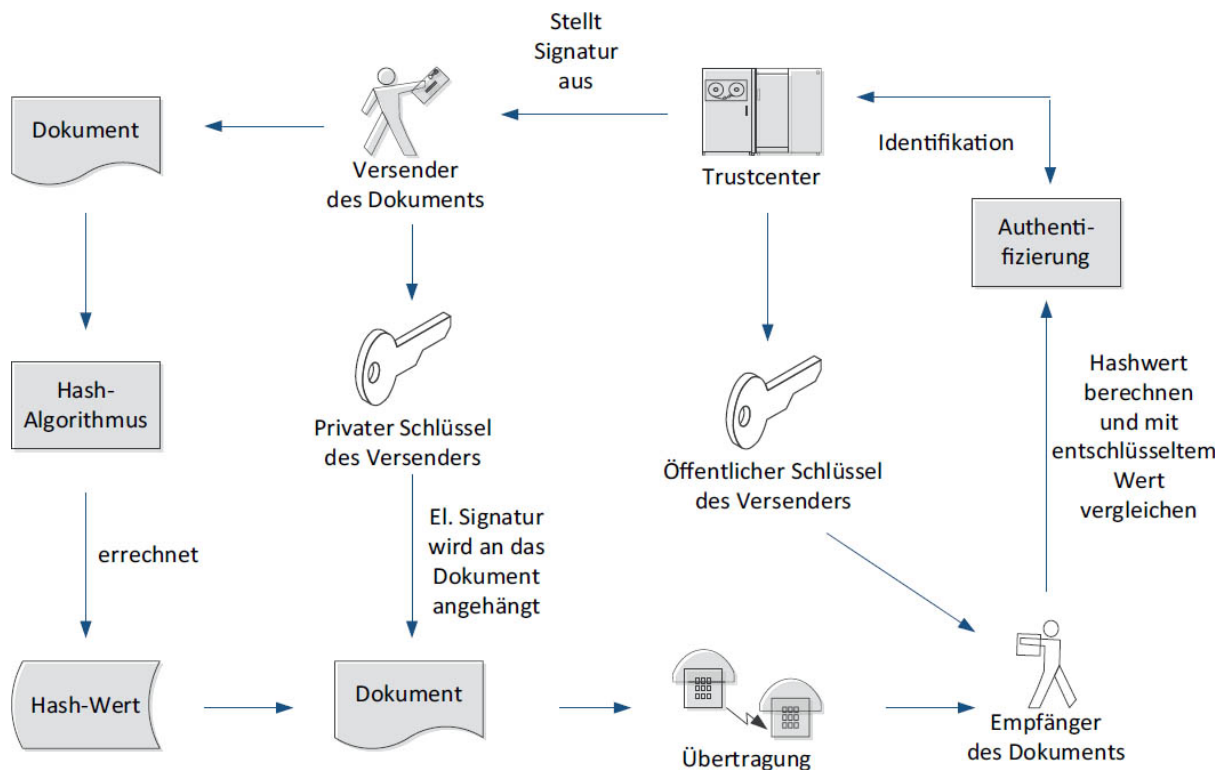 Stellt
Signatur
aus
Dokument
Versender
des Dokuments
Trustcenter
Identifikation
Authenti-
fizierung
Hash-
Algorithmus
Privater Schlüssel
des Versenders
Öffentlicher Schlüssel
des Versenders
Hashwert
berechnen
und mit
entschlüsseltem
Wert
vergleichen
errechnet
El. Signatur
wird an das
Dokument
angehängt
Hash-Wert
Dokument
Übertragung
Empfänger
des Dokuments